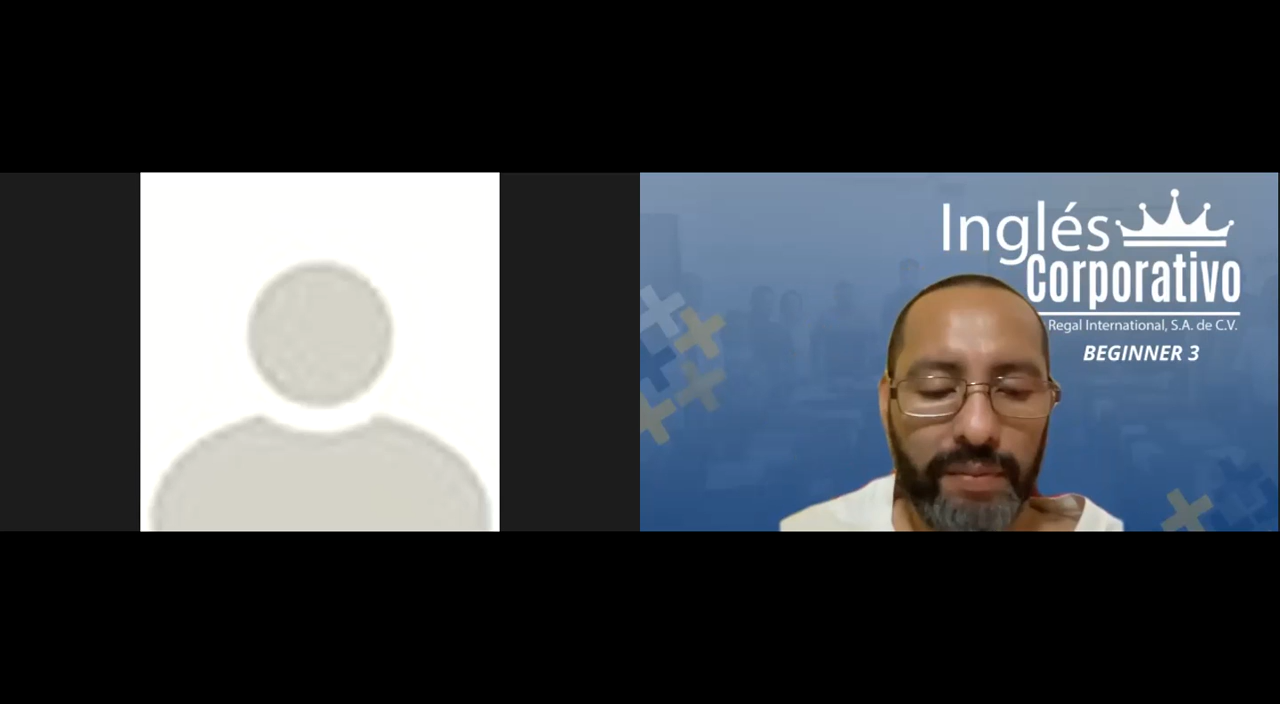 Inglés
Corporativo
Regal International, S.A. de C.V.
BEGINNER 3